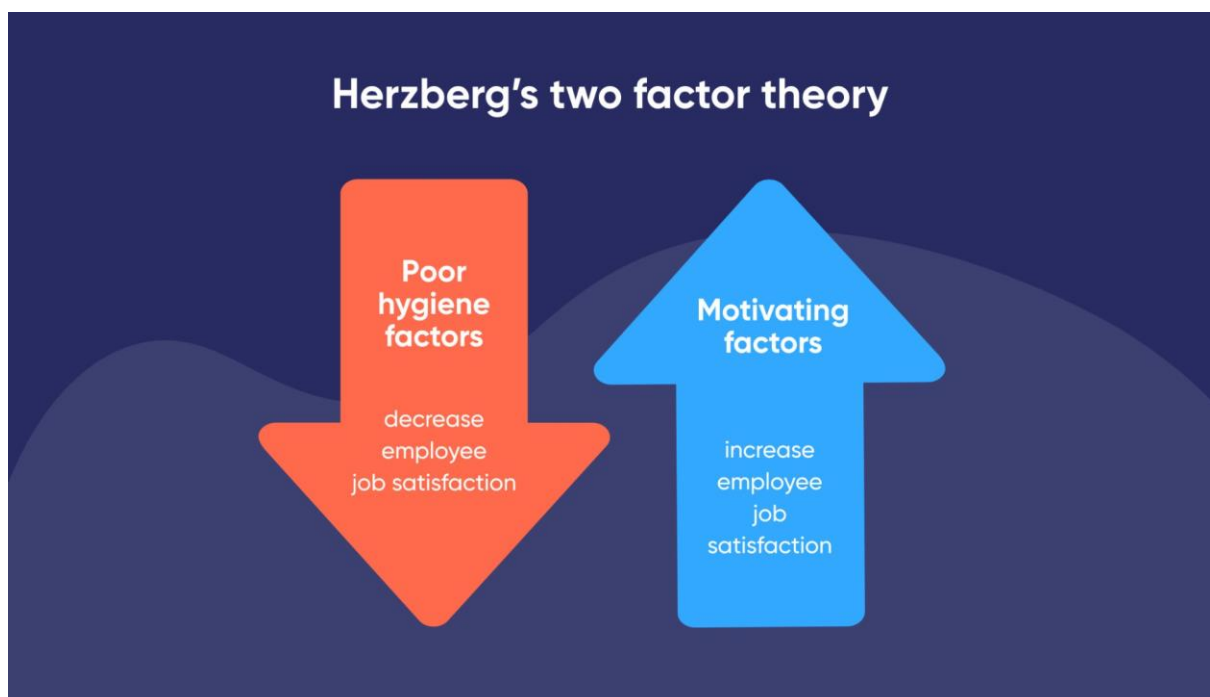 Herzberg's two factor theory
Poor
hygiene
factors
decrease
employee
job satisfaction
Motivating
factors
increase
employee
job
satisfaction